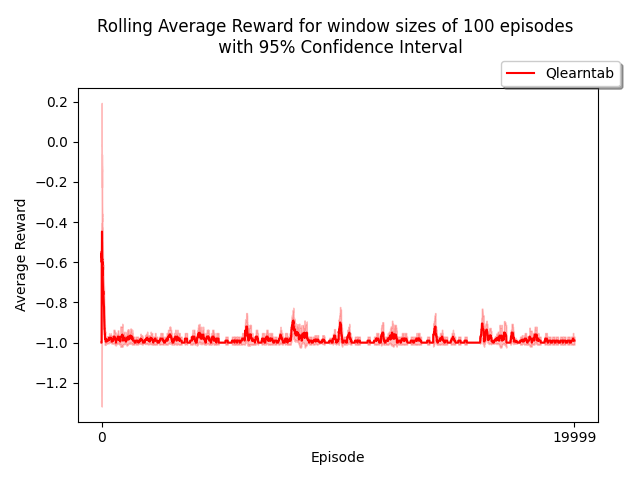 Rolling Average Reward for window sizes of 100 episodes
with 95% Confidence Interval
Qlearntab
Average Reward
0.2
0.0
−0.2
−0.4
−0.6
−0.8
−1.0
−1.2
0
19999
Episode